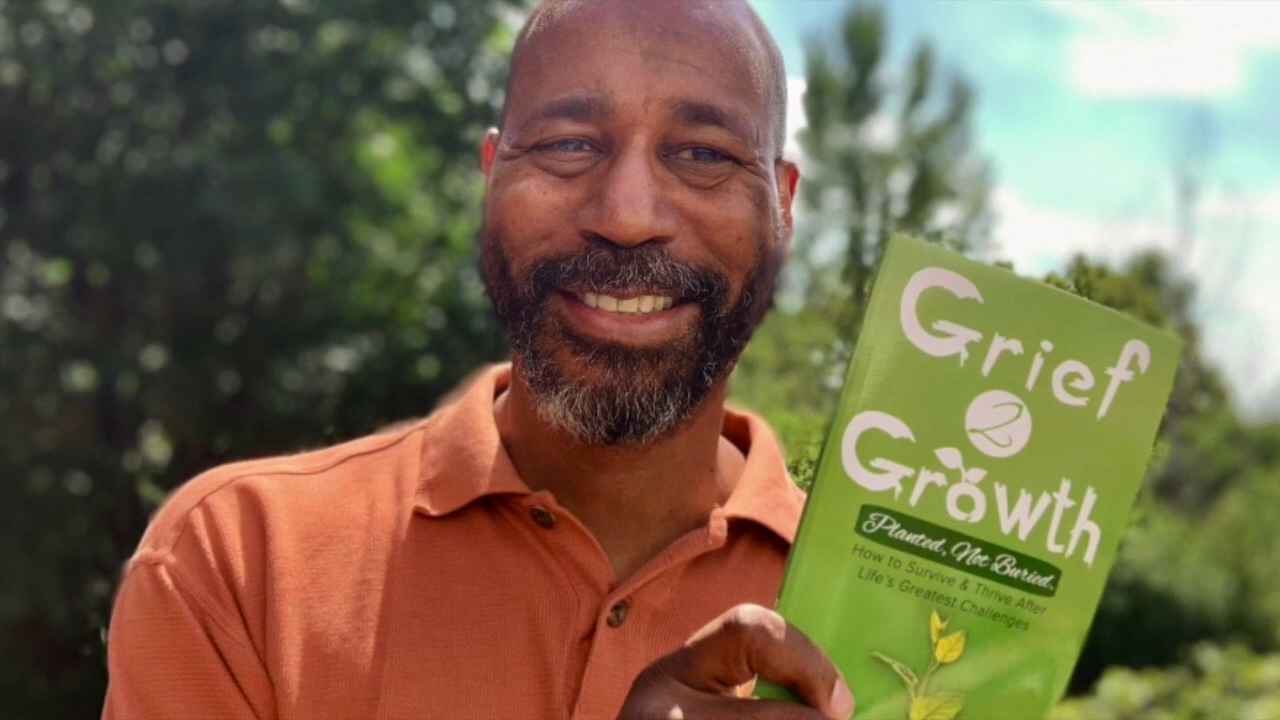 Grief
2
Growth
Planted, Not Buried.
How to Survive & Thrive After
Life's Greatest Challenges